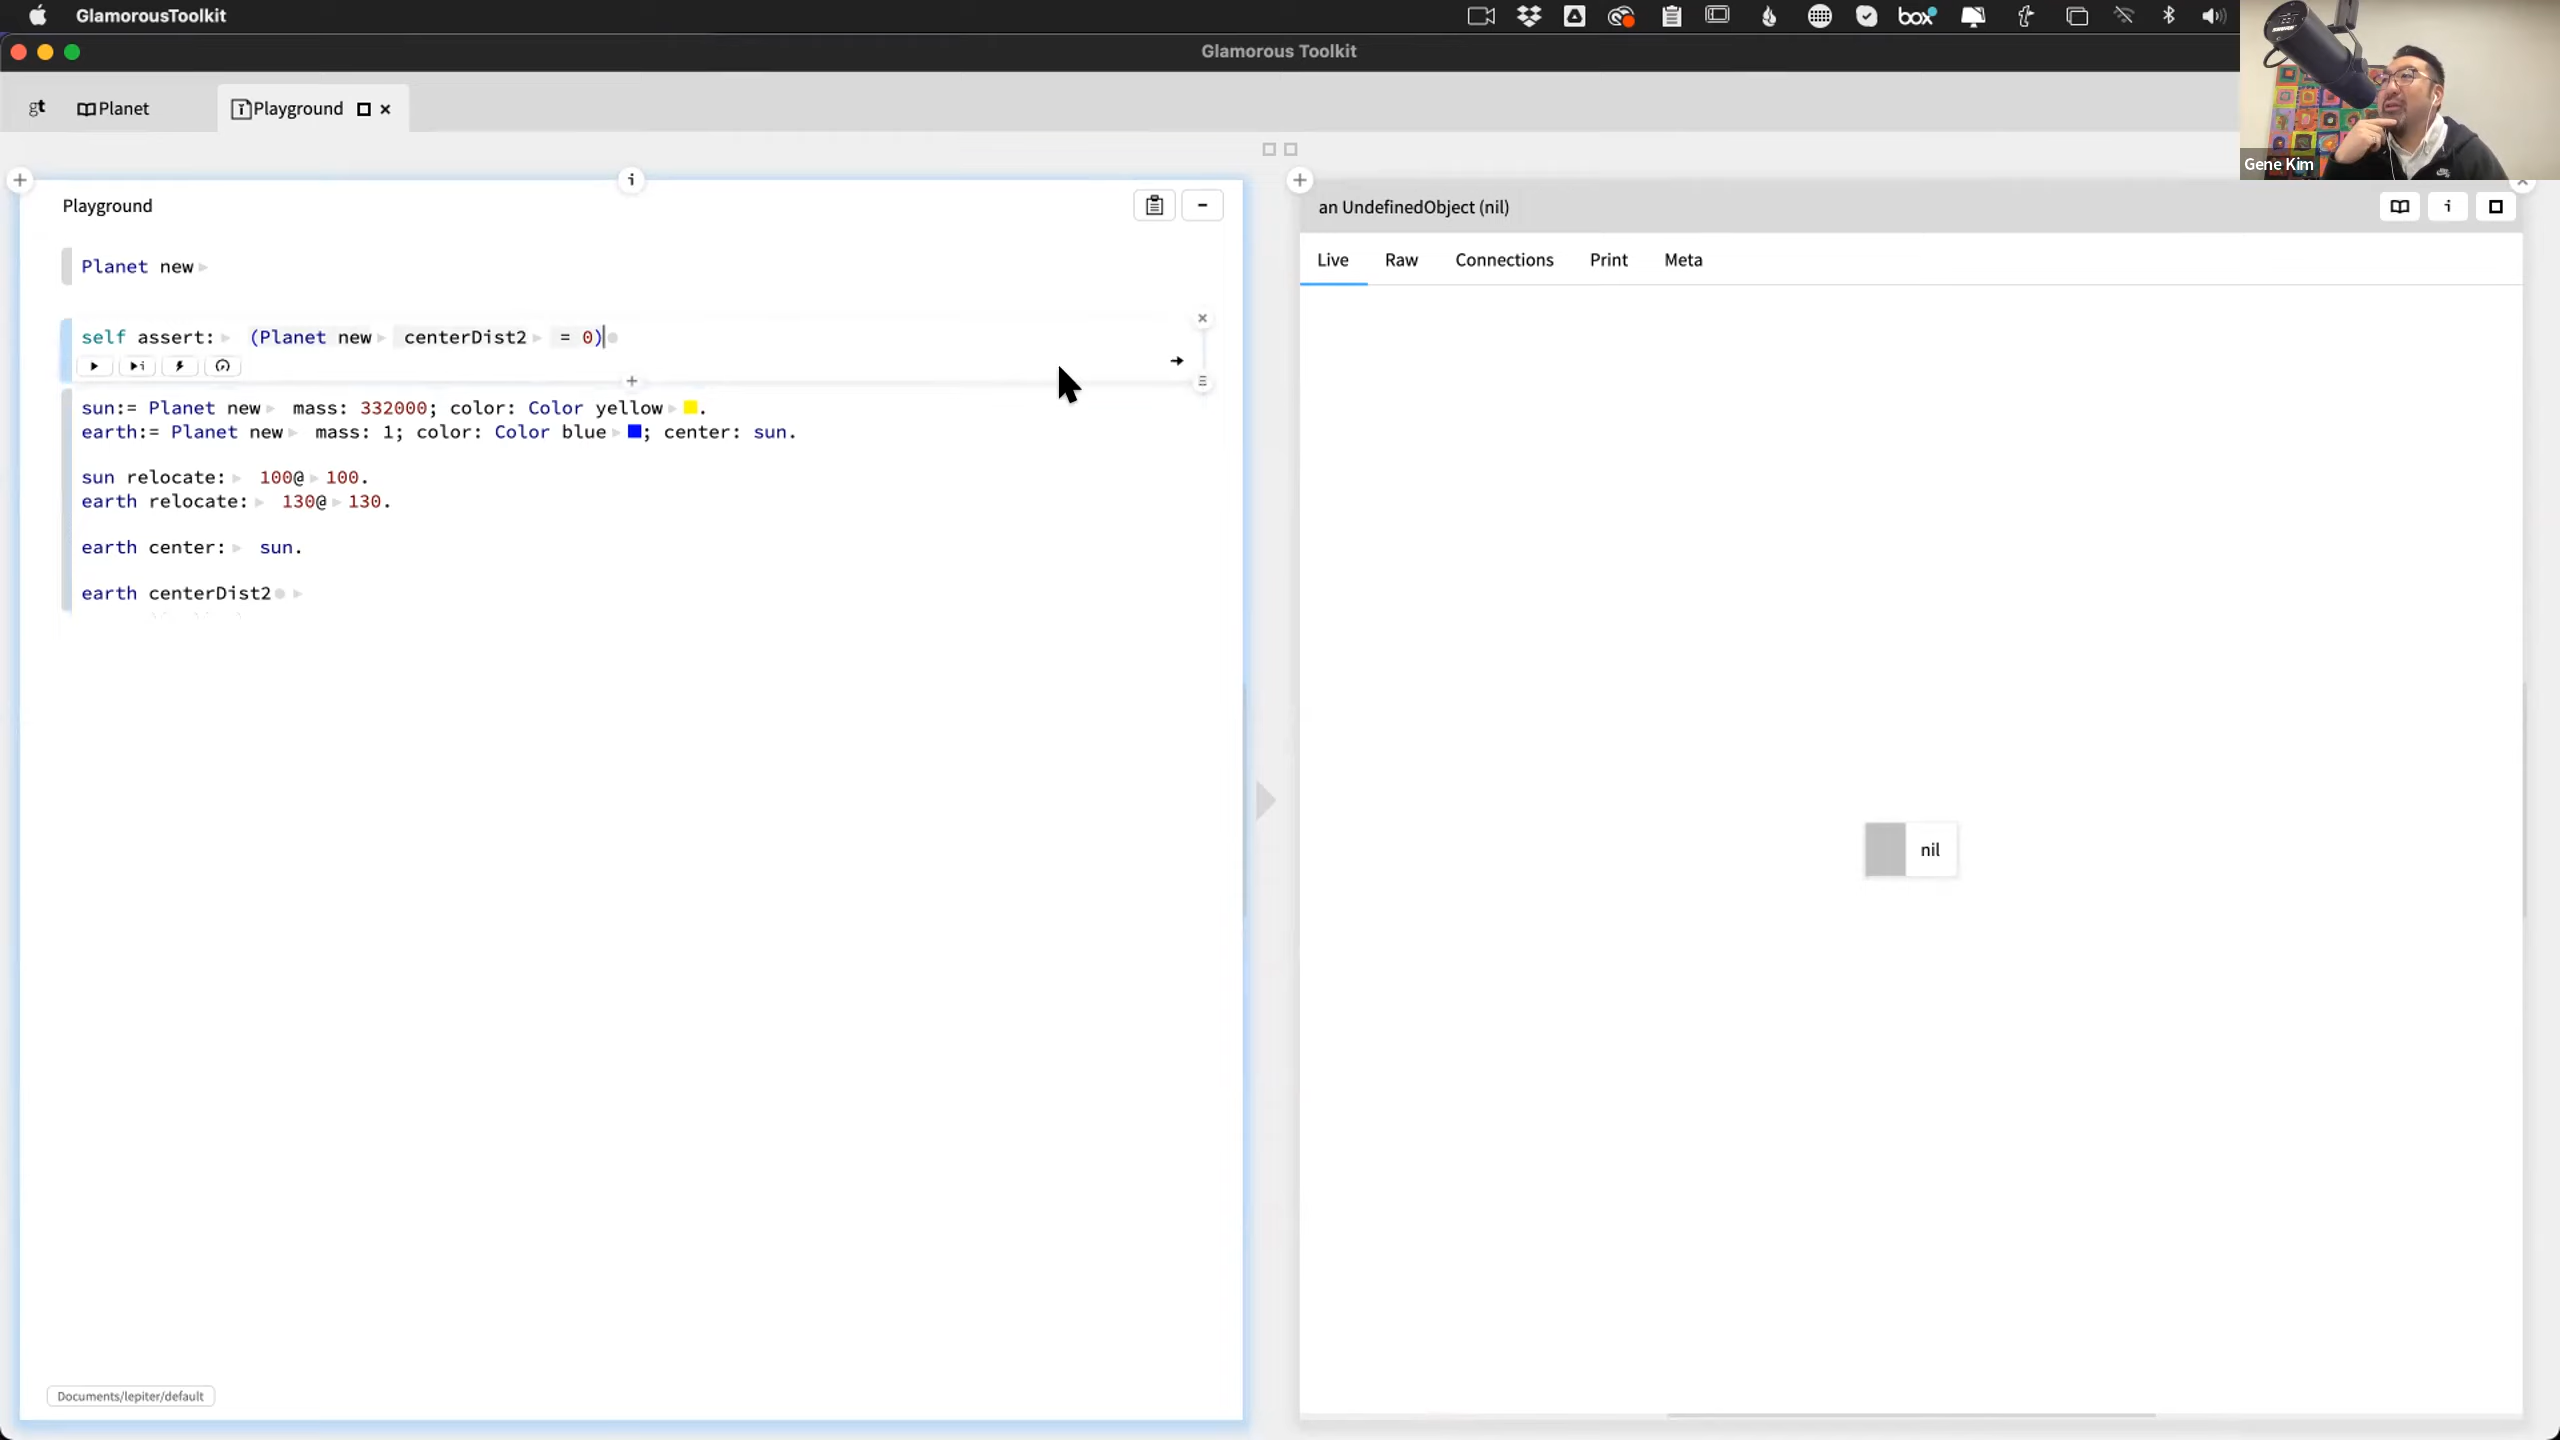 GlamorousToolkit
box
Glamorous Toolkit
gt Planet Playground
Gene Kim
Playground
Planet new
self assert: (Planet new centerDist2 = 0)
sun:= Planet new mass: 332000; color: Color yellow .
earth:= Planet new mass: 1; color: Color blue ; center: sun.
sun relocate: 100@ 100.
earth relocate: 130@ 130.
earth center: sun.
earth centerDist2
Documents/lepiter/default
an UndefinedObject (nil)
Live Raw Connections Print Meta
nil